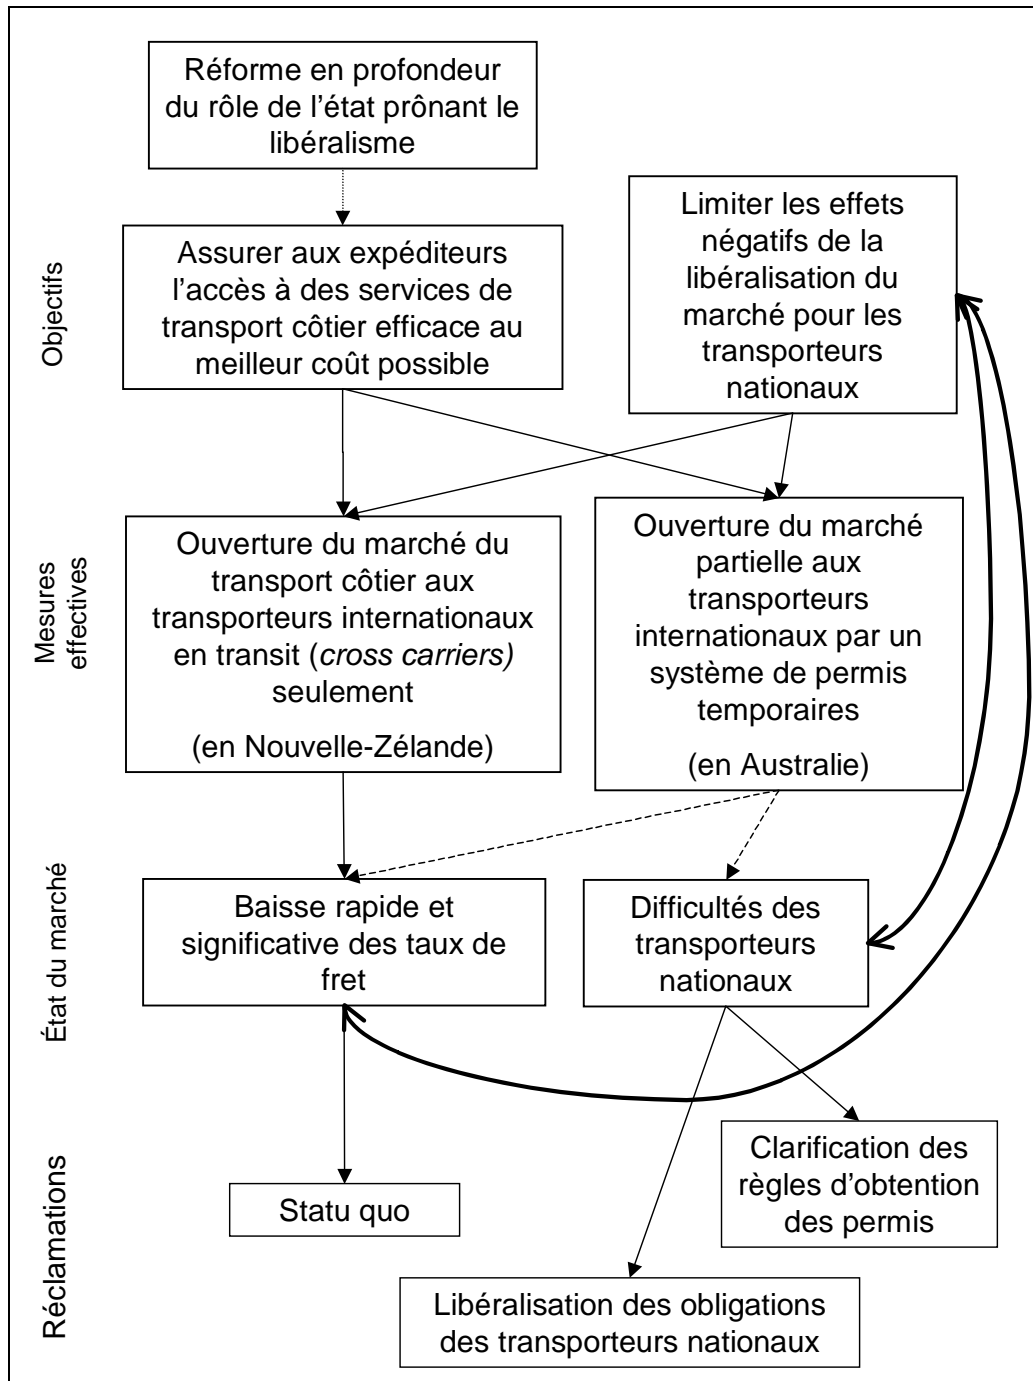 Réforme en profondeur
du rôle de l'état prônant le
libéralisme
Objectifs
Assurer aux expéditeurs
l'accès à des services de
transport côtier efficace au
meilleur coût possible
Limiter les effets
négatifs de la
libéralisation du
marché pour les
transporteurs
nationaux
Mesures
effectives
Ouverture du marché du
transport côtier aux
transporteurs internationaux
en transit (cross carriers)
seulement
(en Nouvelle-Zélande)
Ouverture du marché
partielle aux
transporteurs
internationaux par un
système de permis
temporaires
(en Australie)
État du marché
Baisse rapide et
significative des taux de
fret
Difficultés des
transporteurs
nationaux
Réclamations
Statu quo
Clarification des
règles d'obtention
des permis
Libéralisation des obligations
des transporteurs nationaux